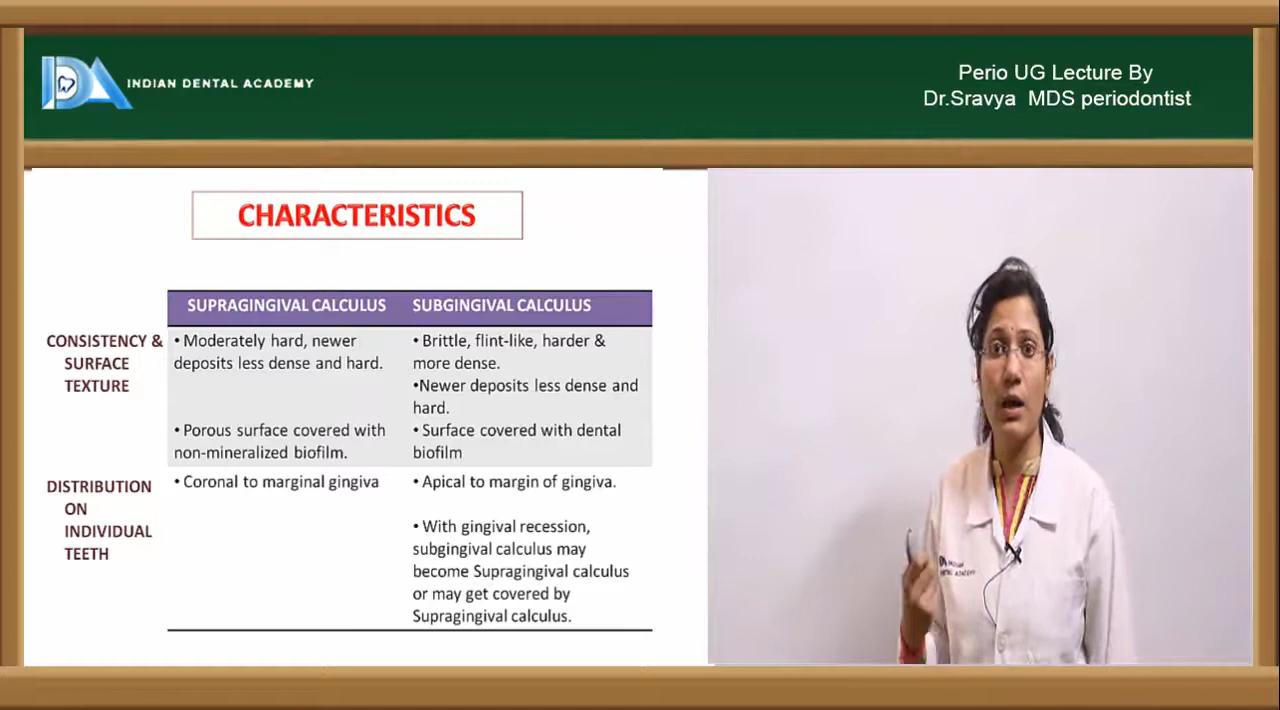 INDIAN DENTAL ACADEMY
Perio UG Lecture By
Dr.Sravya MDS periodontist
CHARACTERISTICS
SUPRAGINGIVAL CALCULUS SUBGINGIVAL CALCULUS
CONSISTENCY &
SURFACE
TEXTURE
• Moderately hard, newer
deposits less dense and hard.
• Porous surface covered with
non-mineralized biofilm.
• Brittle, flint-like, harder &
more dense.
•Newer deposits less dense and
hard.
• Surface covered with dental
biofilm
DISTRIBUTION
ON
INDIVIDUAL
TEETH
• Coronal to marginal gingiva
• Apical to margin of gingiva.
• With gingival recession,
subgingival calculus may
become Supragingival calculus
or may get covered by
Supragingival calculus.